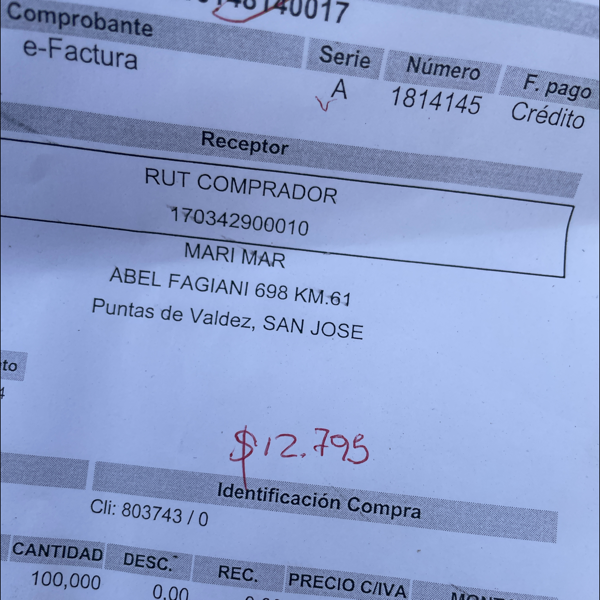 Comprobante Serie Número F. pago
e-Factura A 1814145 Crédito
Receptor
RUT COMPRADOR
170342900010
MARI MAR
ABEL FAGIANI 698 KM.61
Puntas de Valdez, SAN JOSE
$12.795
Identificación Compra
Cli: 803743 / 0
CANTIDAD DESC. REC. PRECIO C/IVA
100,000 0,00